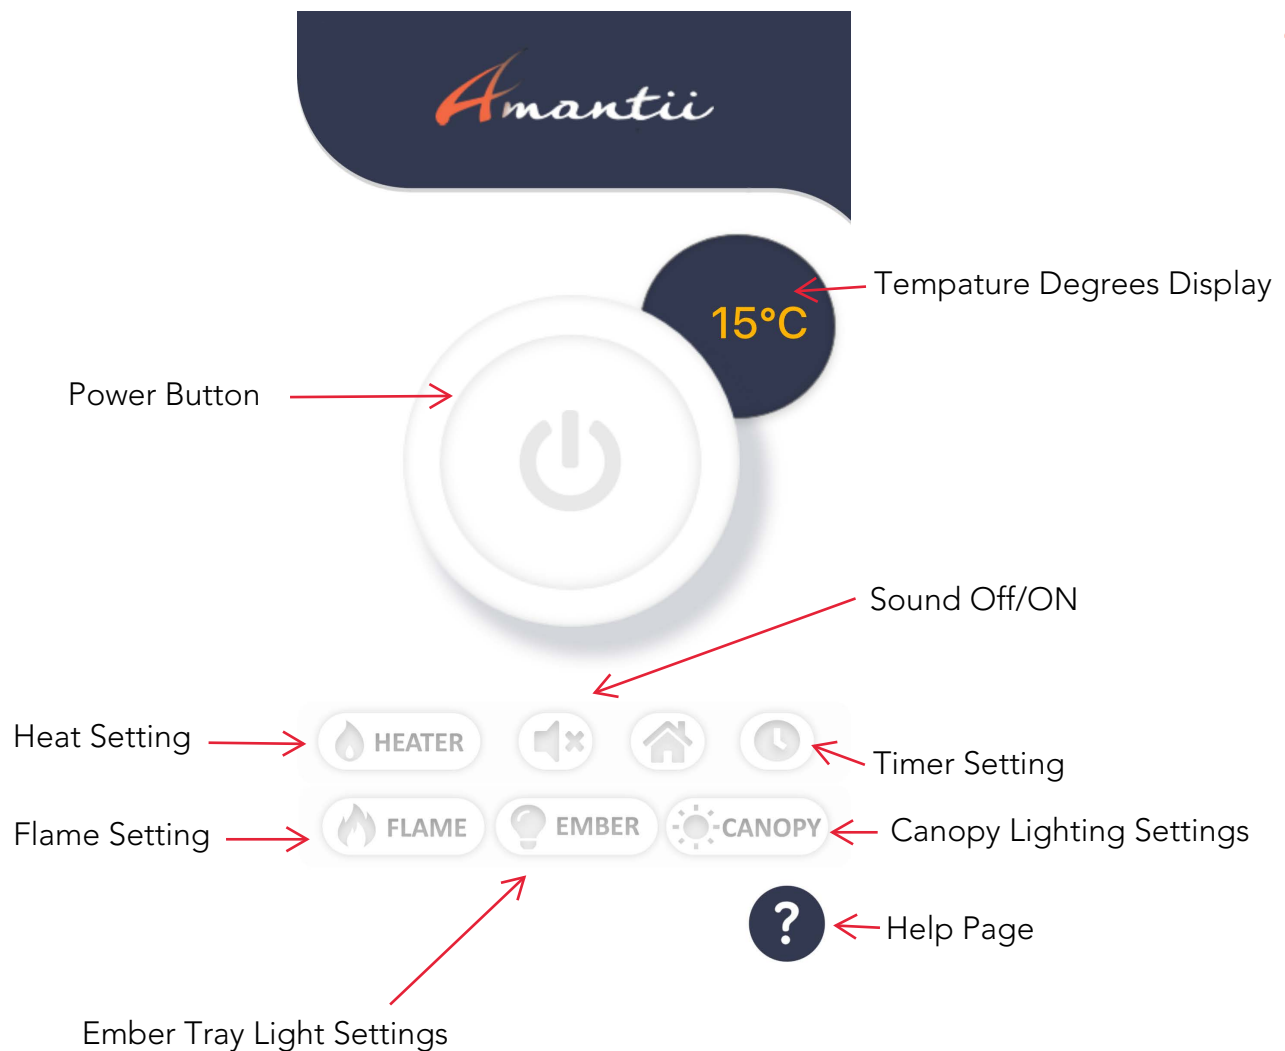 Amantii
Tempature Degrees Display
15°C
Power Button
Sound Off/ON
Heat Setting
HEATER
Timer Setting
Flame Setting
FLAME
EMBER
CANOPY
Canopy Lighting Settings
?
Help Page
Ember Tray Light Settings